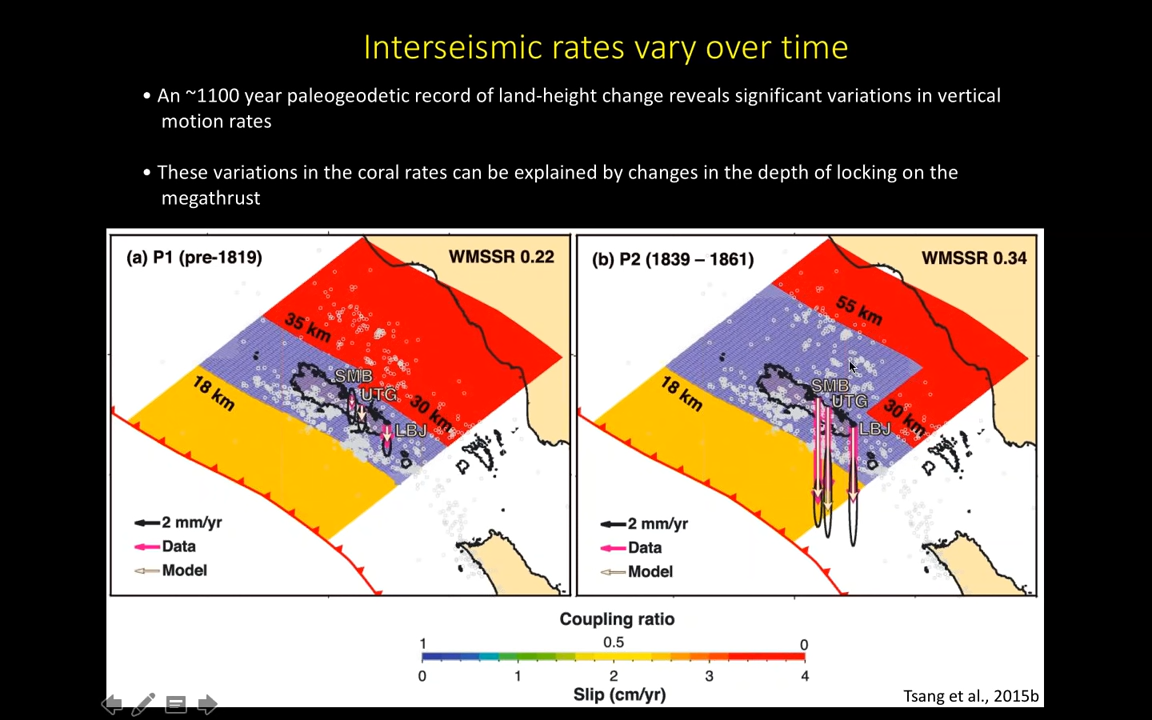 Interseismic rates vary over time
• An ~1100 year paleogeodetic record of land-height change reveals significant variations in vertical
motion rates
• These variations in the coral rates can be explained by changes in the depth of locking on the
megathrust
(a) P1 (pre-1819)
WMSSR 0.22
35 km
18 km
30 km
SMB
UTG
LBJ
2 mm/yr
Data
Model
(b) P2 (1839 – 1861)
WMSSR 0.34
55 km
18 km
30 km
SMB
UTG
LBJ
2 mm/yr
Data
Model
Coupling ratio
1 0.5 0
0 1 2 3 4
Slip (cm/yr)
Tsang et al., 2015b